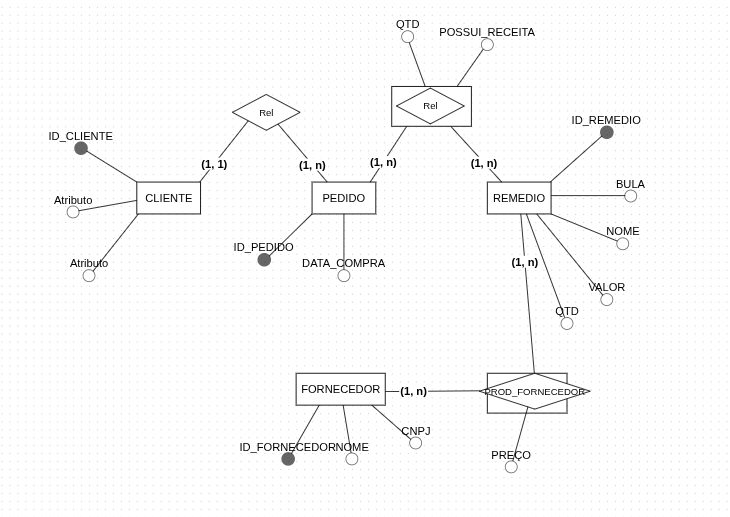 QTD
POSSUI_RECEITA
Rel
Rel
ID_REMEDIO
ID_CLIENTE
(1, 1)
(1, n)
(1, n)
(1, n)
BULA
Atributo
CLIENTE
PEDIDO
REMEDIO
NOME
ID_PEDIDO
DATA_COMPRA
(1, n)
Atributo
VALOR
QTD
FORNECEDOR
(1, n)
PROD_FORNECEDOR
CNPJ
ID_FORNECEDOR
NOME
PREÇO